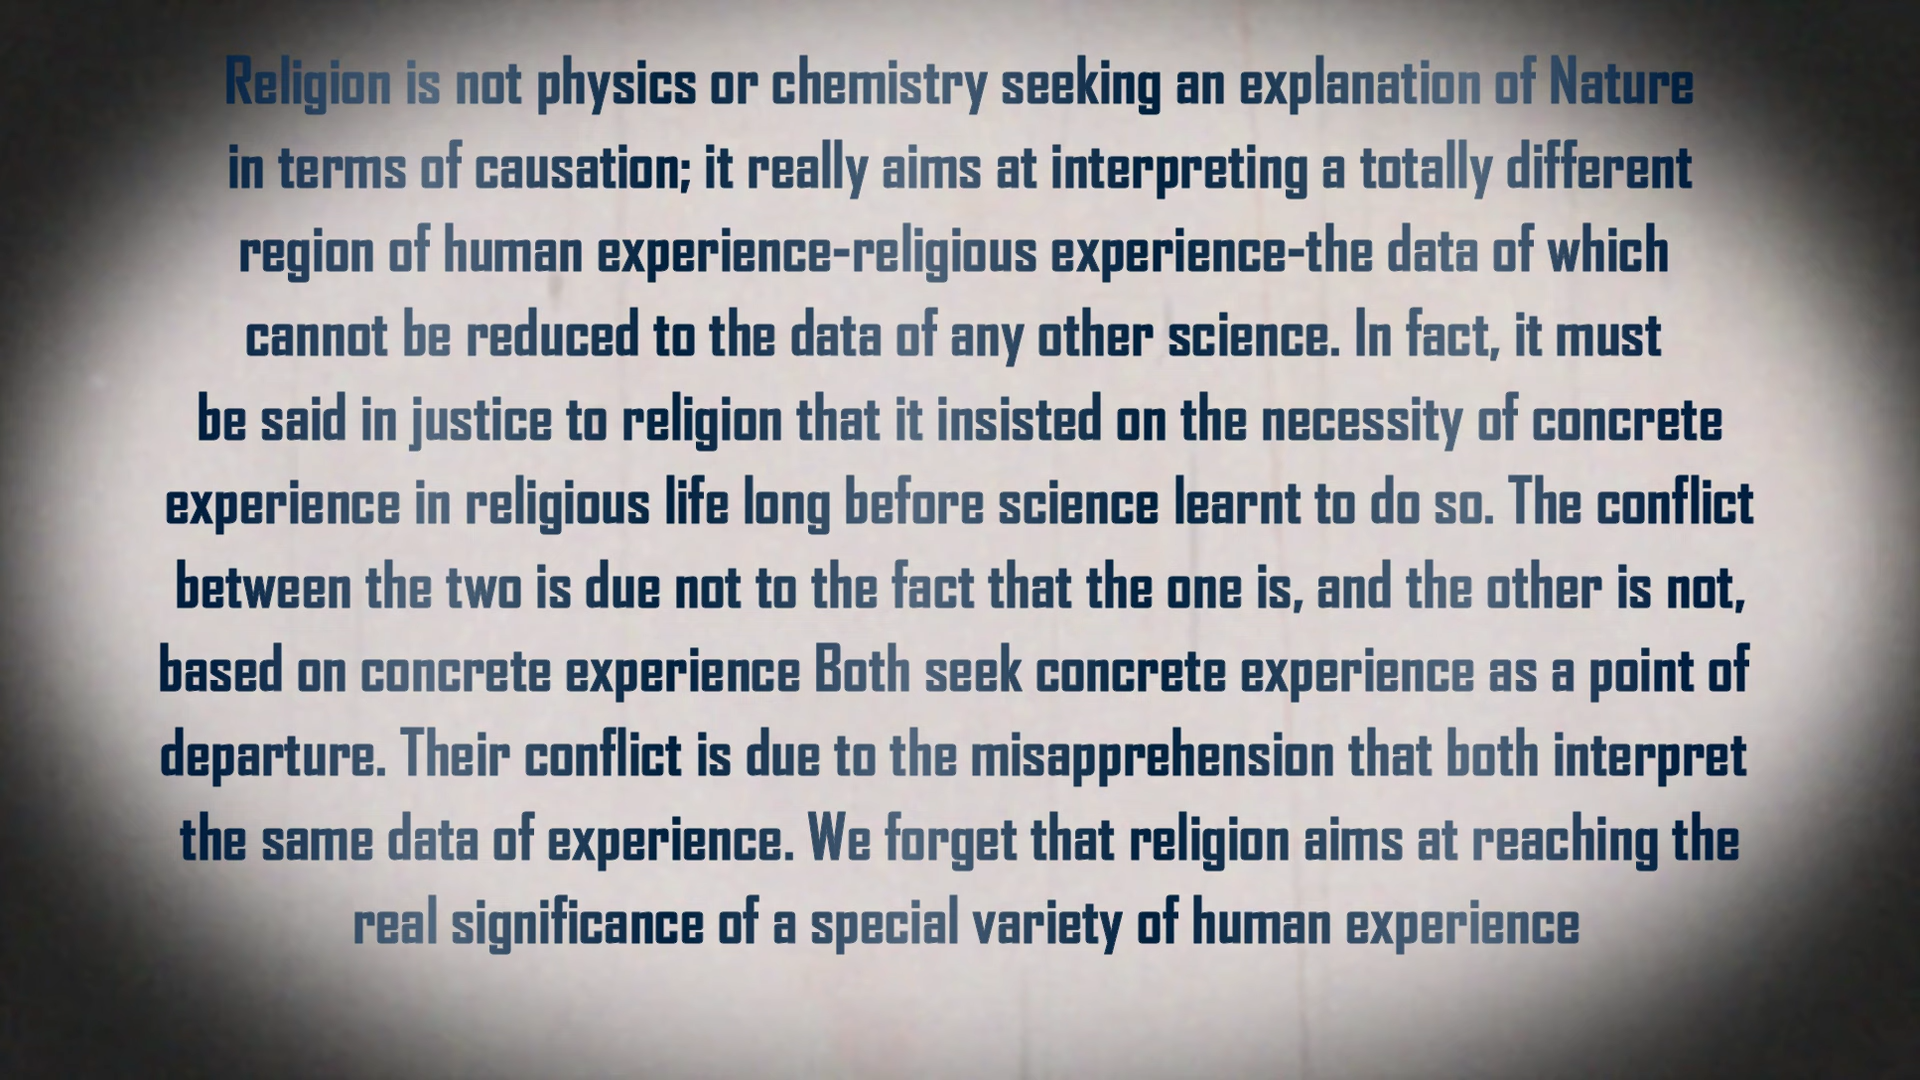 Religion is not physics or chemistry seeking an explanation of Nature
in terms of causation; it really aims at interpreting a totally different
region of human experience-religious experience-the data of which
cannot be reduced to the data of any other science. In fact, it must
be said in justice to religion that it insisted on the necessity of concrete
experience in religious life long before science learnt to do so. The conflict
between the two is due not to the fact that the one is, and the other is not,
based on concrete experience Both seek concrete experience as a point of
departure. Their conflict is due to the misapprehension that both interpret
the same data of experience. We forget that religion aims at reaching the
real significance of a special variety of human experience